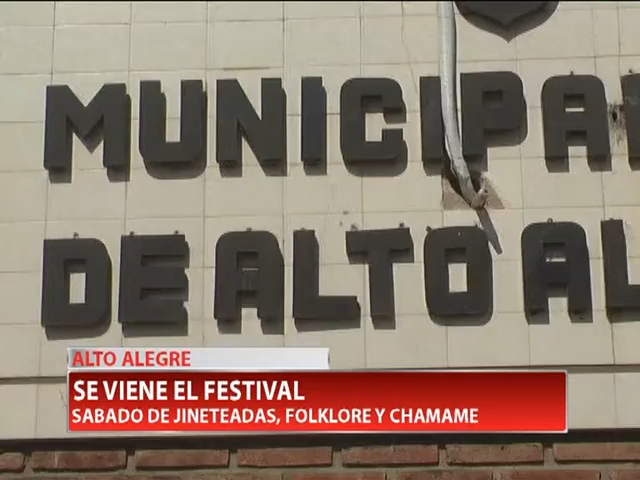 MUNICIPA
DE ALTO AL
ALTO ALEGRE
SE VIENE EL FESTIVAL
SABADO DE JINETEADAS, FOLKLORE Y CHAMAME